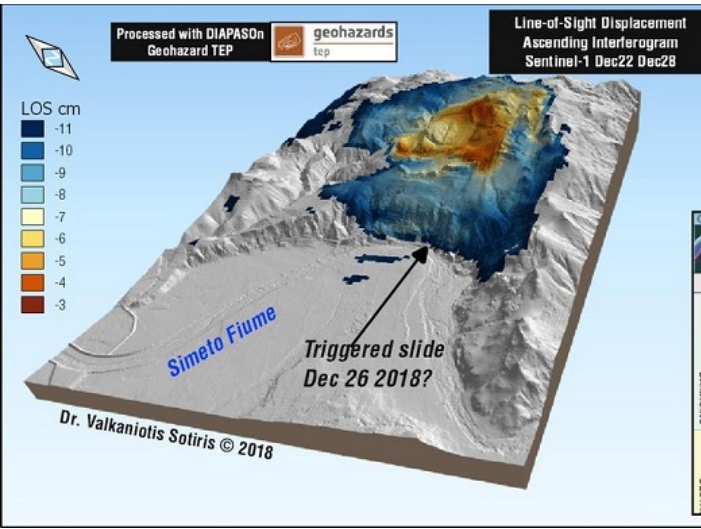 Processed with DIAPASOn
Geohazard TEP
geohazards
tep
Line-of-Sight Displacement
Ascending Interferogram
Sentinel-1 Dec22 Dec28
LOS cm
-11
-10
-9
-8
-7
-6
-5
-4
-3
Simeto Fiume
Triggered slide
Dec 26 2018?
Dr. Valkaniotis Sotiris © 2018